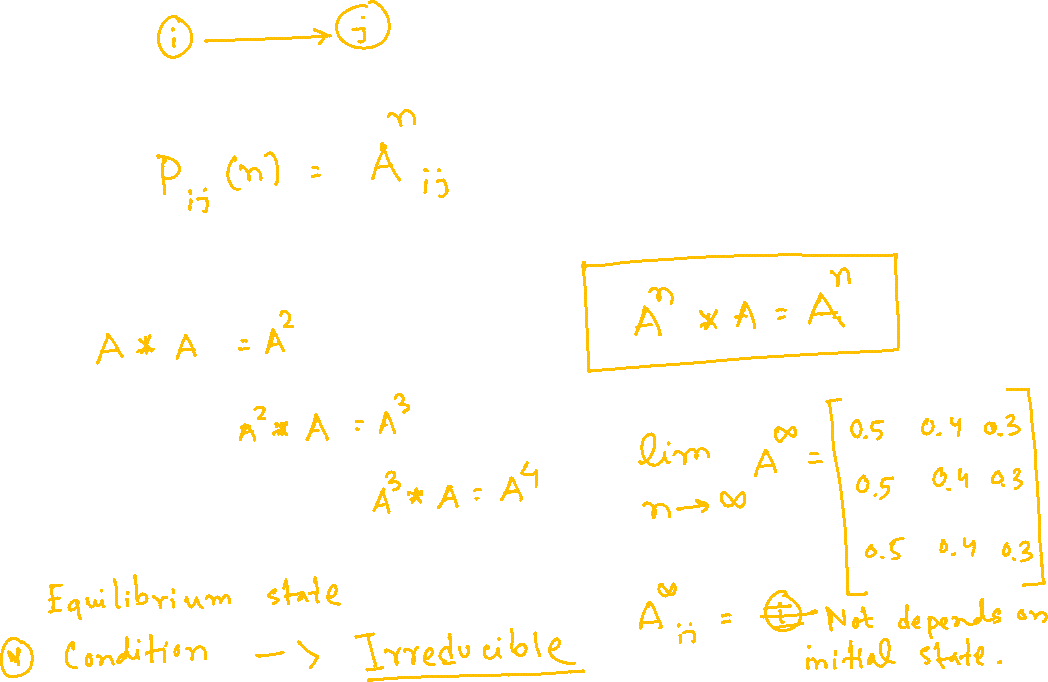 i → j
P_ij (n) = A^n_ij
A * A = A^2
A^2 * A = A^3
A^3 * A = A^4
A^n * A = A^n
lim n→∞ A^∞ = [0.5 0.4 0.3
0.5 0.4 0.3
0.5 0.4 0.3]
A^∞_ij = i Not depends on
initial state.
Equilibrium state
* Condition --> Irreducible